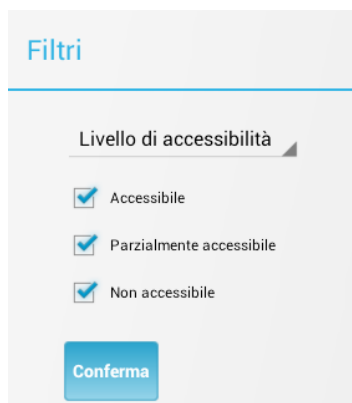 Filtri
Livello di accessibilità
Accessibile
Parzialmente accessibile
Non accessibile
Conferma